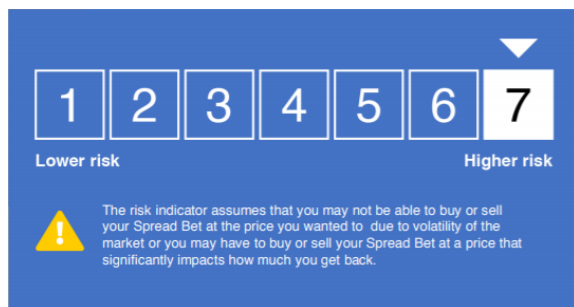 1 2 3 4 5 6 7
Lower risk Higher risk
The risk indicator assumes that you may not be able to buy or sell
your Spread Bet at the price you wanted to due to volatility of the
market or you may have to buy or sell your Spread Bet at a price that
significantly impacts how much you get back.